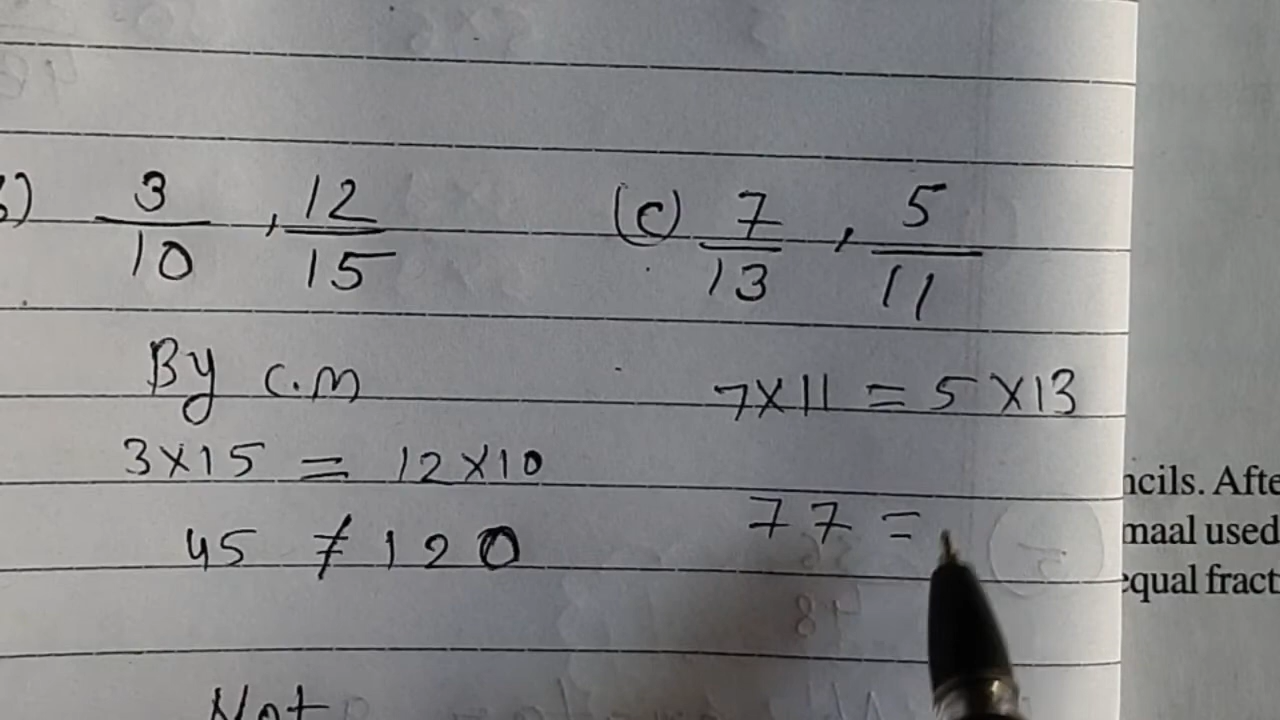 3/10 , 12/15
By C.M
3×15 = 12×10
45 ≠ 120
Not
(c) 7/13 , 5/11
7×11 = 5×13
77 =
ncils. Afte
maal used
equal fract